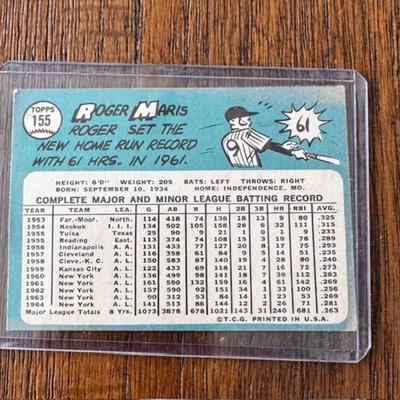 TOPPS
155
ROGER MARIS
ROGER SET THE
NEW HOME RUN RECORD
WITH 61 HRS. IN 1961.
9
61
HEIGHT: 6'0" WEIGHT: 205 BATS: LEFT THROWS: RIGHT
BORN: SEPTEMBER 10, 1934 HOME: INDEPENDENCE, MO.
COMPLETE MAJOR AND MINOR LEAGUE BATTING RECORD
YEAR TEAM LEA. G AB R H 2B 3B HR RBI AVG.
1953 Far.-Moor. North. 114 418 74 136 18 13 9 80 .325
1954 Keokuk I. I. I. 134 502 105 158 26 6 32 111 .315
1955 Tulsa Texas 25 90 9 21 1 0 1 9 .233
1955 Reading East. 113 374 74 108 15 3 19 78 .289
1956 Indianapolis A. A. 131 433 77 127 20 8 17 75 .293
1957 Cleveland A. L. 116 358 61 84 9 5 14 51 .235
1958 Cleve.-K. C. A. L. 150 583 87 140 19 4 28 80 .240
1959 Kansas City A. L. 122 433 69 118 21 7 16 72 .273
1960 New York A. L. 136 499 98 141 18 7 39 112 .283
1961 New York A. L. 161 590 132 159 16 4 61 142 .269
1962 New York A. L. 157 590 92 151 34 1 33 100 .256
1963 New York A. L. 90 312 53 84 14 1 23 53 .269
1964 New York A. L. 141 513 86 144 12 2 26 71 .281
Major League Totals 8 Yrs. 1073 3878 678 1021 143 31 240 681 .263
©T.C.G. PRINTED IN U.S.A.